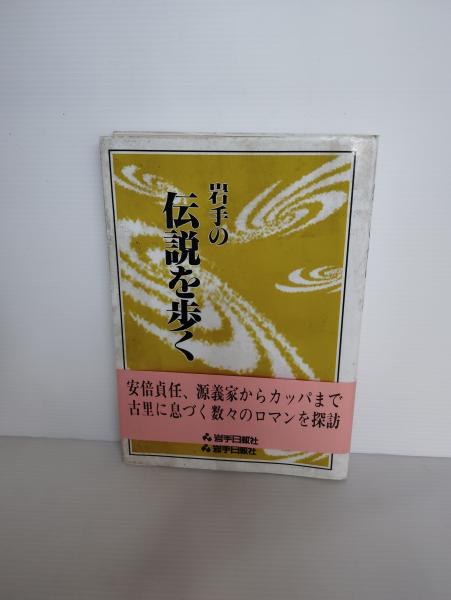 岩手の
伝説を歩く
安倍貞任、源義家からカッパまで
古里に息づく数々のロマンを探訪
岩手日報社
岩手日報社